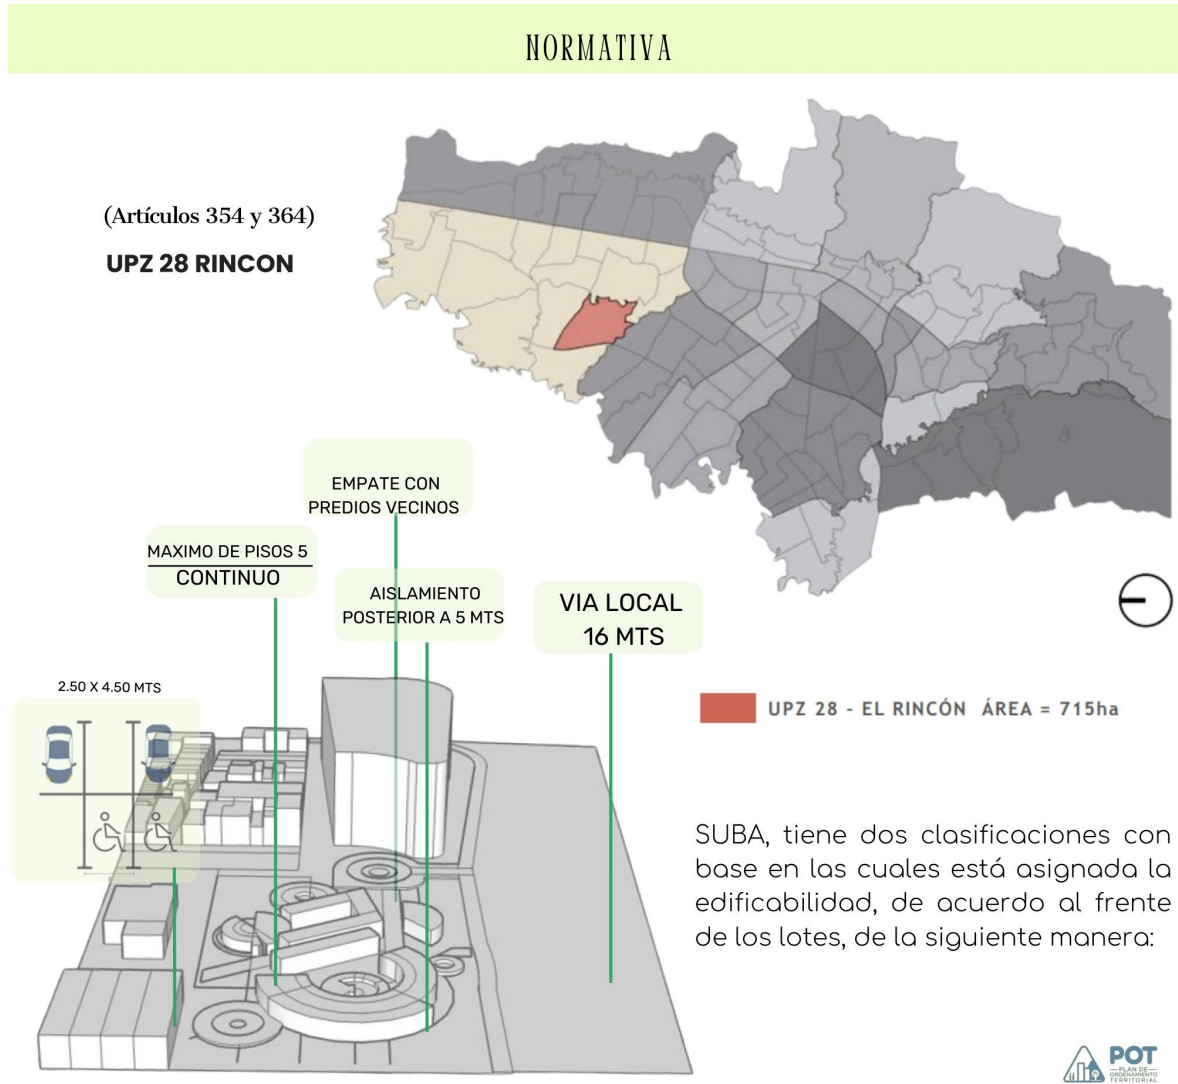 NORMATIVA
(Artículos 354 y 364)
UPZ 28 RINCON
EMPATE CON
PREDIOS VECINOS
MAXIMO DE PISOS 5
CONTINUO
AISLAMIENTO
POSTERIOR A 5 MTS
VIA LOCAL
16 MTS
2.50 X 4.50 MTS
UPZ 28 - EL RINCÓN ÁREA = 715ha
SUBA, tiene dos clasificaciones con
base en las cuales está asignada la
edificabilidad, de acuerdo al frente
de los lotes, de la siguiente manera:
POT
PLAN DE
ORDENAMIENTO
TERRITORIAL